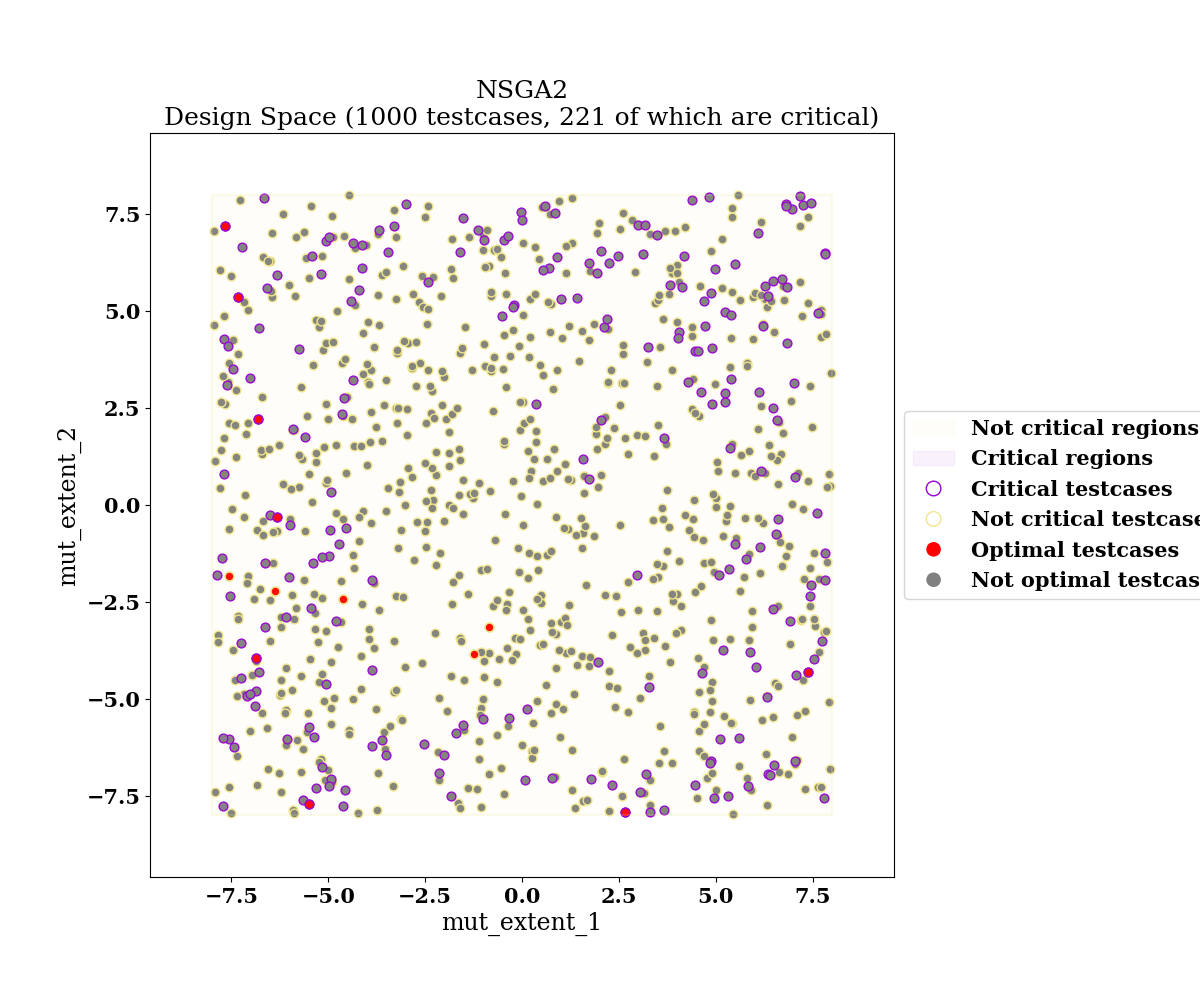 NSGA2
Design Space (1000 testcases, 221 of which are critical)
7.5
5.0
2.5
0.0
−2.5
−5.0
−7.5
mut_extent_2
−7.5 −5.0 −2.5 0.0 2.5 5.0 7.5
mut_extent_1
Not critical regions
Critical regions
Critical testcases
Not critical testcase
Optimal testcases
Not optimal testcas